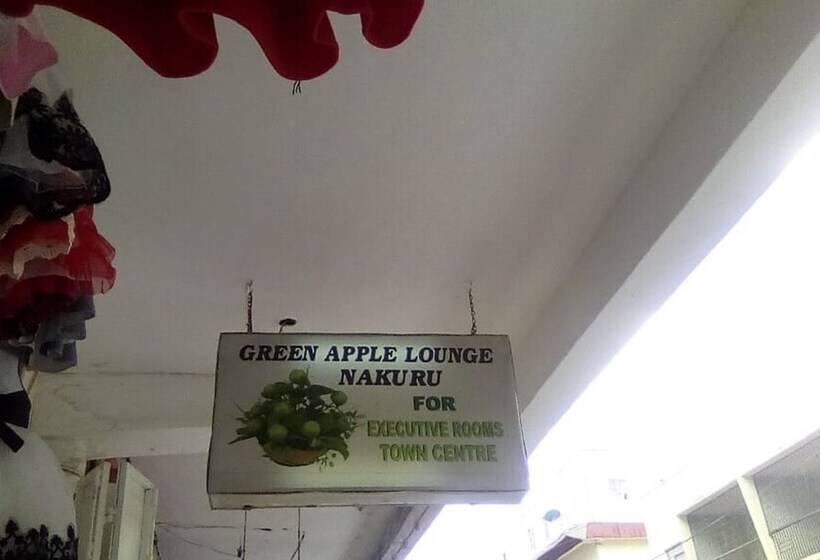 GREEN APPLE LOUNGE
NAKURU
FOR
EXECUTIVE ROOMS
TOWN CENTRE